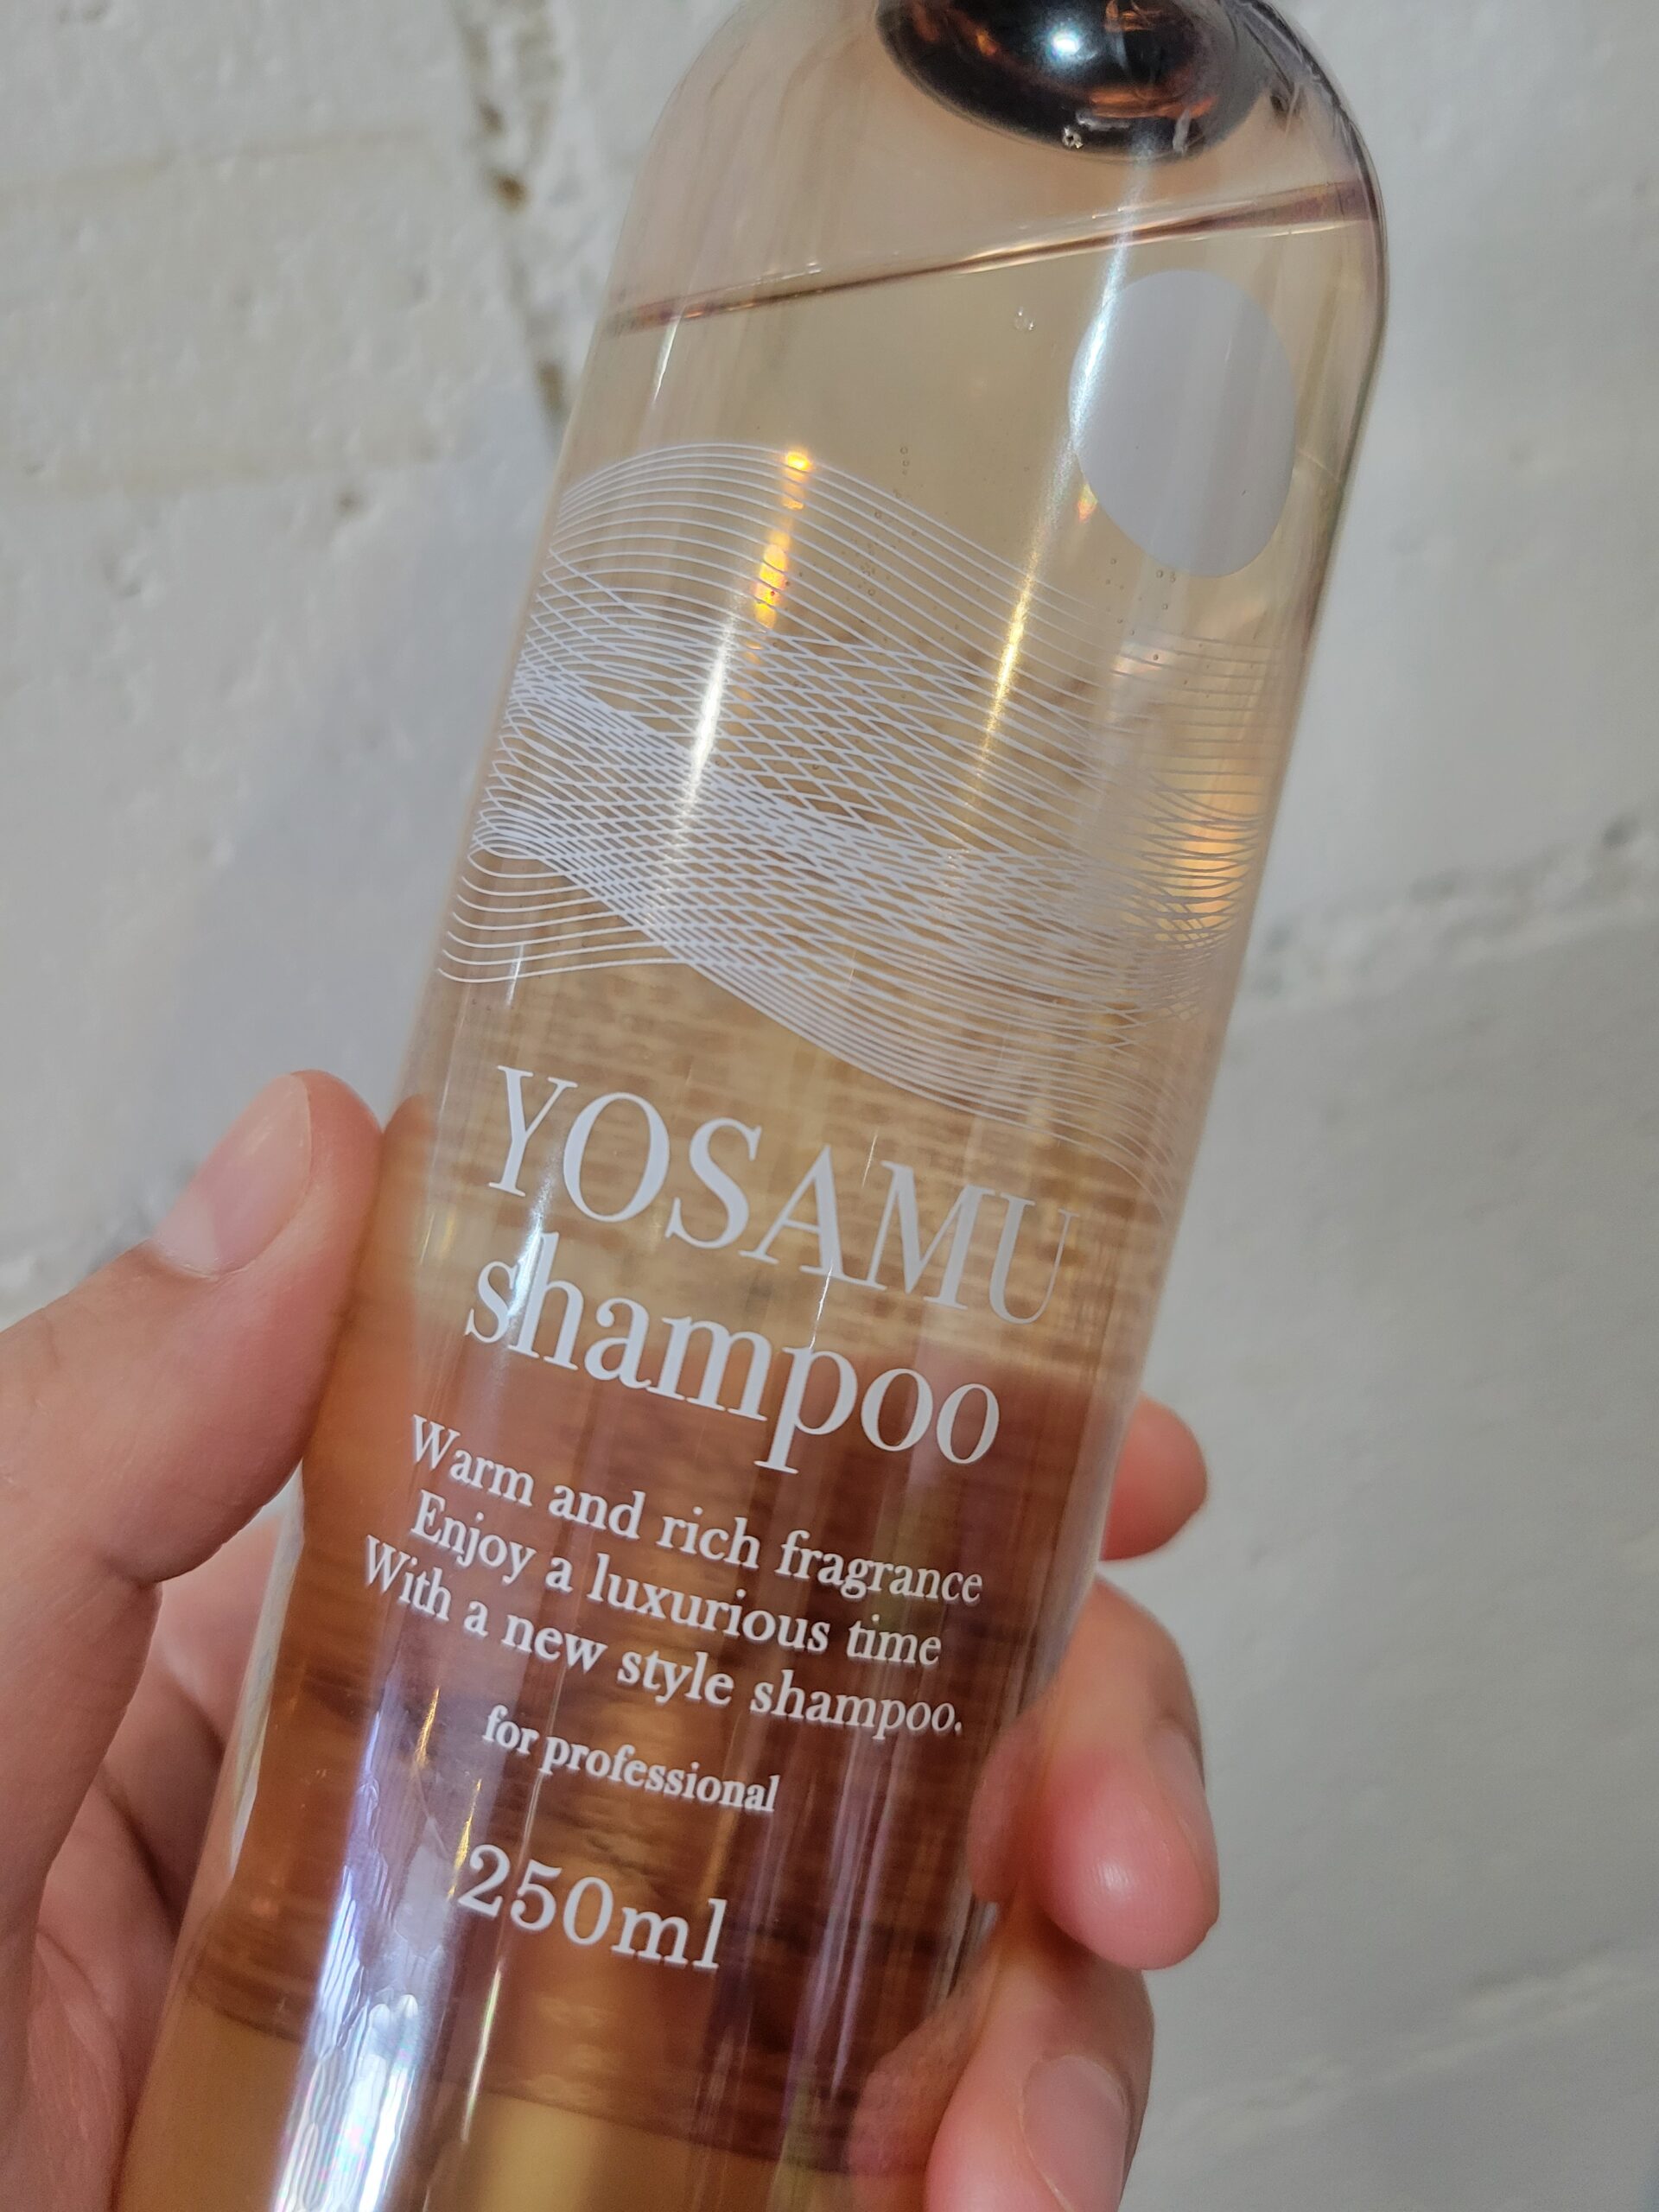 YOSAMU
shampoo
Warm and rich fragrance
Enjoy a luxurious time
With a new style shampoo.
for professional
250ml